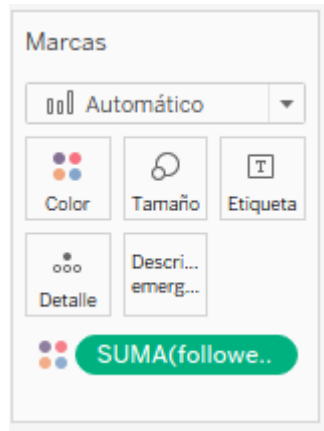 Marcas
Automático
Color
Tamaño
T
Etiqueta
Detalle
Descri...
emerg...
SUMA(followe..